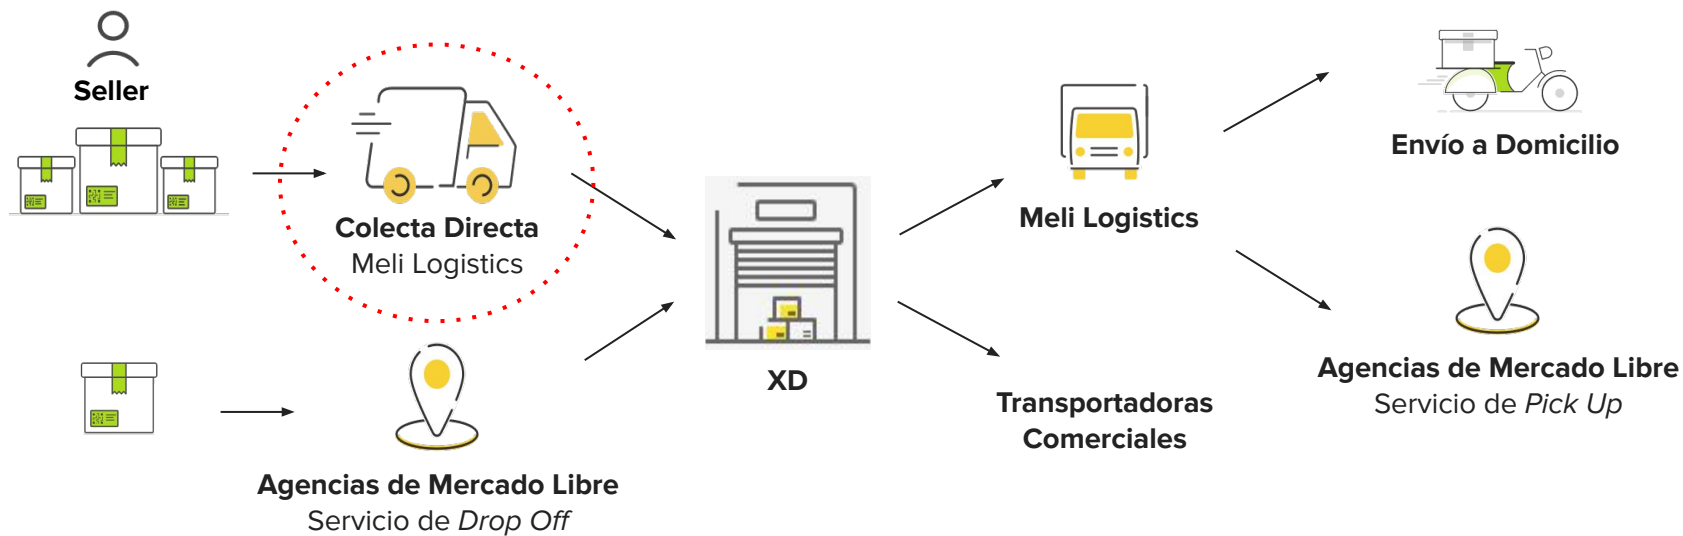 Seller
Colecta Directa
Meli Logistics
Agencias de Mercado Libre
Servicio de Drop Off
XD
Meli Logistics
Transportadoras
Comerciales
Envío a Domicilio
Agencias de Mercado Libre
Servicio de Pick Up